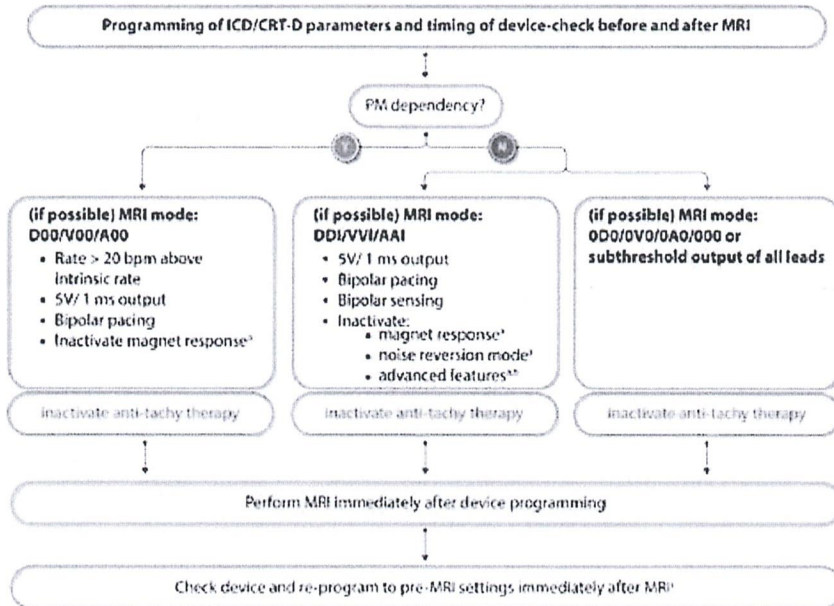 Programming of ICD/CRT-D parameters and timing of device-check before and after MRI
PM dependency?
Y
N
(if possible) MRI mode:
D00/V00/A00
• Rate > 20 bpm above
intrinsic rate
• 5V/ 1 ms output
• Bipolar pacing
• Inactivate magnet response
inactivate anti-tachy therapy
(if possible) MRI mode:
DDI/VVI/AAI
• 5V/ 1 ms output
• Bipolar pacing
• Bipolar sensing
• Inactivate:
• magnet response
• noise reversion mode
• advanced features
inactivate anti-tachy therapy
(if possible) MRI mode:
0D0/0V0/0A0/000 or
subthreshold output of all leads
inactivate anti-tachy therapy
Perform MRI immediately after device programming
Check device and re-program to pre-MRI settings immediately after MRI